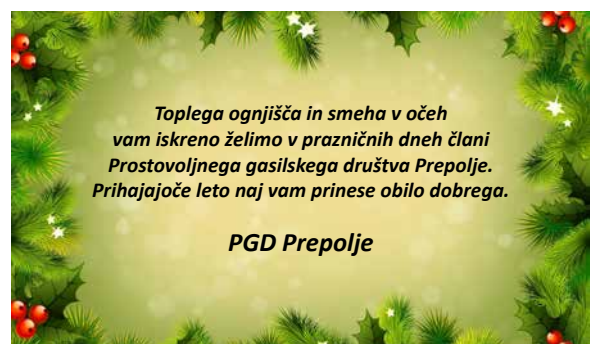 Toplega ognjišča in smeha v očeh
vam iskreno želimo v prazničnih dneh člani
Prostovoljnega gasilskega društva Prepolje.
Prihajajoče leto naj vam prinese obilo dobrega.
PGD Prepolje